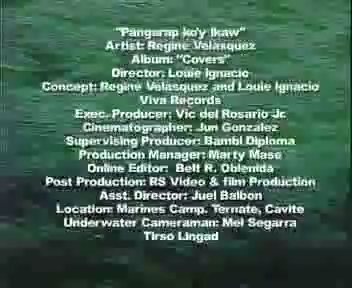 "Pangarap ko'y Ikaw"
Artist: Regine Velasquez
Album: "Covers"
Director: Louie Ignacio
Concept: Regine Velasquez and Louie Ignacio
Viva Records
Exec. Producer: Vic del Rosario Jr.
Cinematographer: Jun Gonzalez
Supervising Producer: Bambi Diploma
Production Manager: Marty Mase
Online Editor: Bett R. Oblenida
Post Production: RS Video & film Production
Asst. Director: Juel Balbon
Location: Marines Camp. Ternate, Cavite
Underwater Cameraman: Mel Segarra
Tirso Lingad